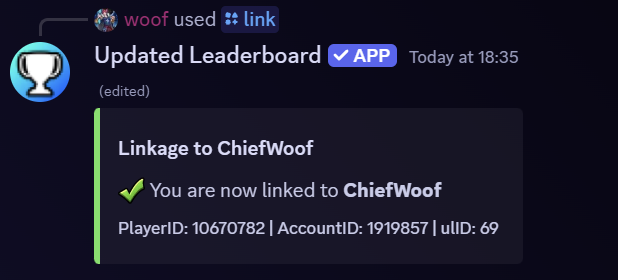 woof used link
Updated Leaderboard ✓ APP Today at 18:35
(edited)
Linkage to ChiefWoof
✔ You are now linked to ChiefWoof
PlayerID: 10670782 | AccountID: 1919857 | ulID: 69